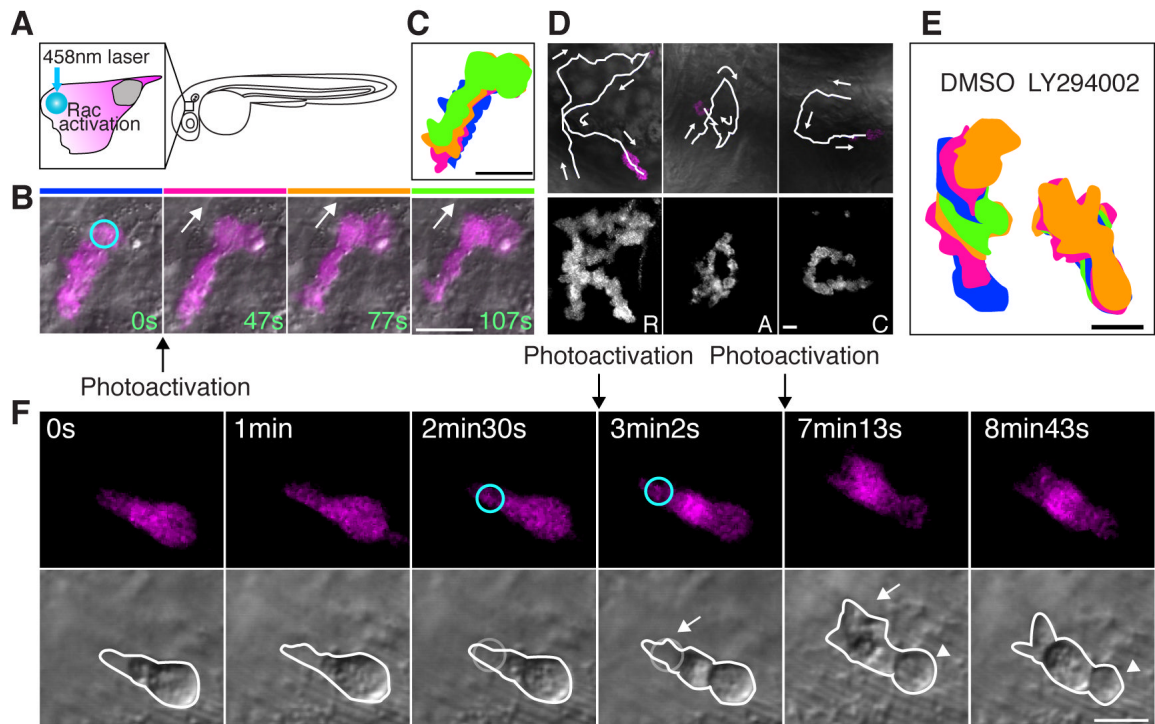 A
458nm laser
Rac
activation
B
0s
47s
77s
107s
Photoactivation
C
D
R
A
C
Photoactivation
Photoactivation
E
DMSO LY294002
F
0s
1min
2min30s
3min2s
7min13s
8min43s